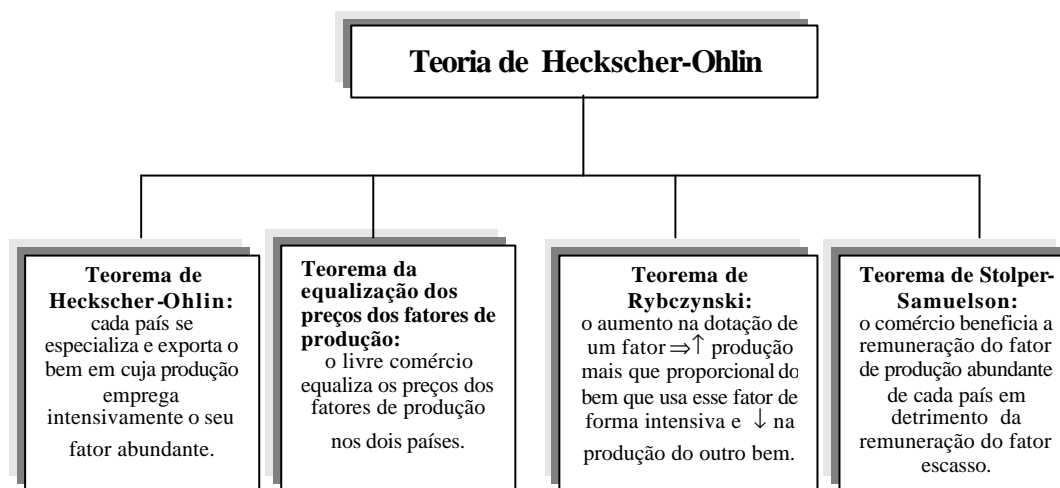 Teoria de Heckscher-Ohlin
Teorema de
Heckscher-Ohlin:
cada país se
especializa e exporta o
bem em cuja produção
emprega
intensivamente o seu
fator abundante.
Teorema da
equalização dos
preços dos fatores de
produção:
o livre comércio
equaliza os preços dos
fatores de produção
nos dois países.
Teorema de
Rybczynski:
o aumento na dotação de
um fator ⇒↑ produção
mais que proporcional do
bem que usa esse fator de
forma intensiva e ↓ na
produção do outro bem.
Teorema de Stolper-
Samuelson:
o comércio beneficia a
remuneração do fator
de produção abundante
de cada país em
detrimento da
remuneração do fator
escasso.